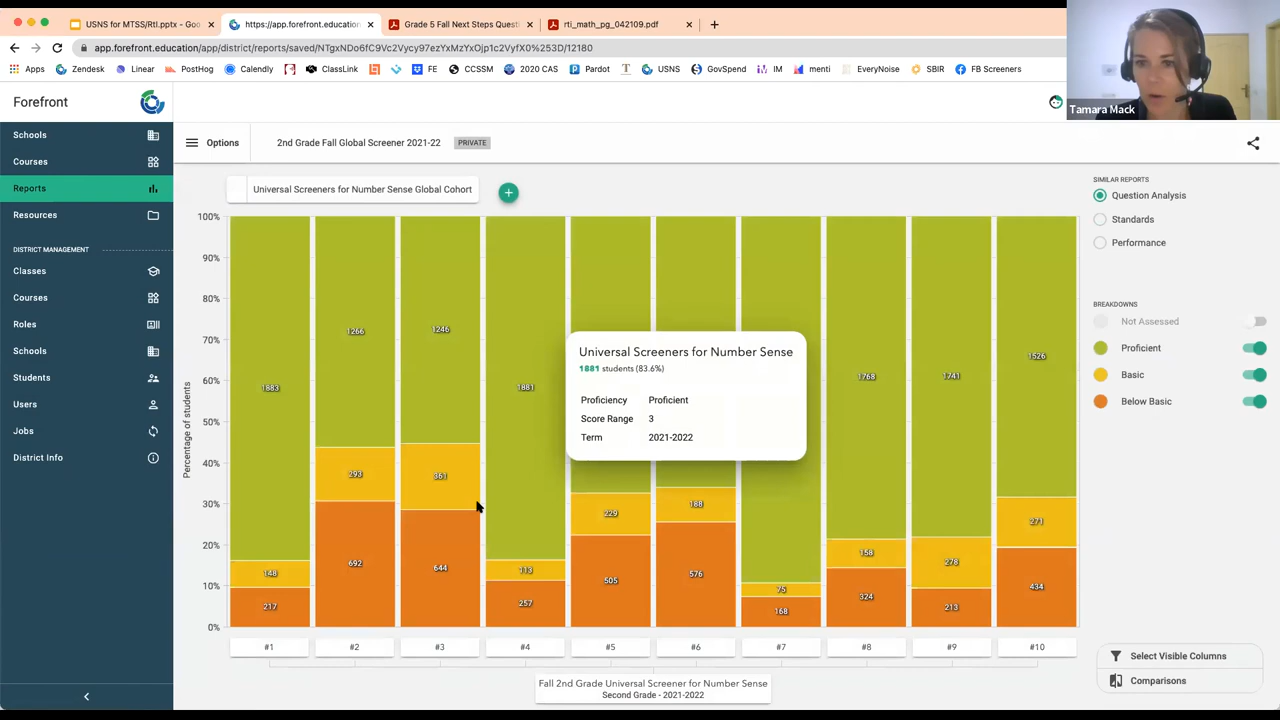 USNS for MTSS/RtI.pptx - Goo
https://app.forefront.education
Grade 5 Fall Next Steps Questi
rti_math_pg_042109.pdf
app.forefront.education/app/district/reports/saved/NTgxNDo6fC9Vc2Vycy97ezYxMzYxOjp1c2VyfX0%253D/12180
Apps
Zendesk
Linear
PostHog
Calendly
ClassLink
FE
CCSSM
2020 CAS
Pardot
USNS
GovSpend
IM
menti
EveryNoise
SBIR
FB Screeners
Tamara Mack
Forefront
Schools
Courses
Reports
Resources
DISTRICT MANAGEMENT
Classes
Courses
Roles
Schools
Students
Users
Jobs
District Info
Options
2nd Grade Fall Global Screener 2021-22
PRIVATE
Universal Screeners for Number Sense Global Cohort
Percentage of students
100%
90%
80%
70%
60%
50%
40%
30%
20%
10%
0%
1883
148
217
1266
293
692
1246
361
644
1881
113
257
229
505
188
576
75
168
1768
158
324
1741
278
213
1526
271
434
Universal Screeners for Number Sense
1881 students (83.6%)
Proficiency Proficient
Score Range 3
Term 2021-2022
#1 #2 #3 #4 #5 #6 #7 #8 #9 #10
Fall 2nd Grade Universal Screener for Number Sense
Second Grade - 2021-2022
SIMILAR REPORTS
Question Analysis
Standards
Performance
BREAKDOWNS
Not Assessed
Proficient
Basic
Below Basic
Select Visible Columns
Comparisons